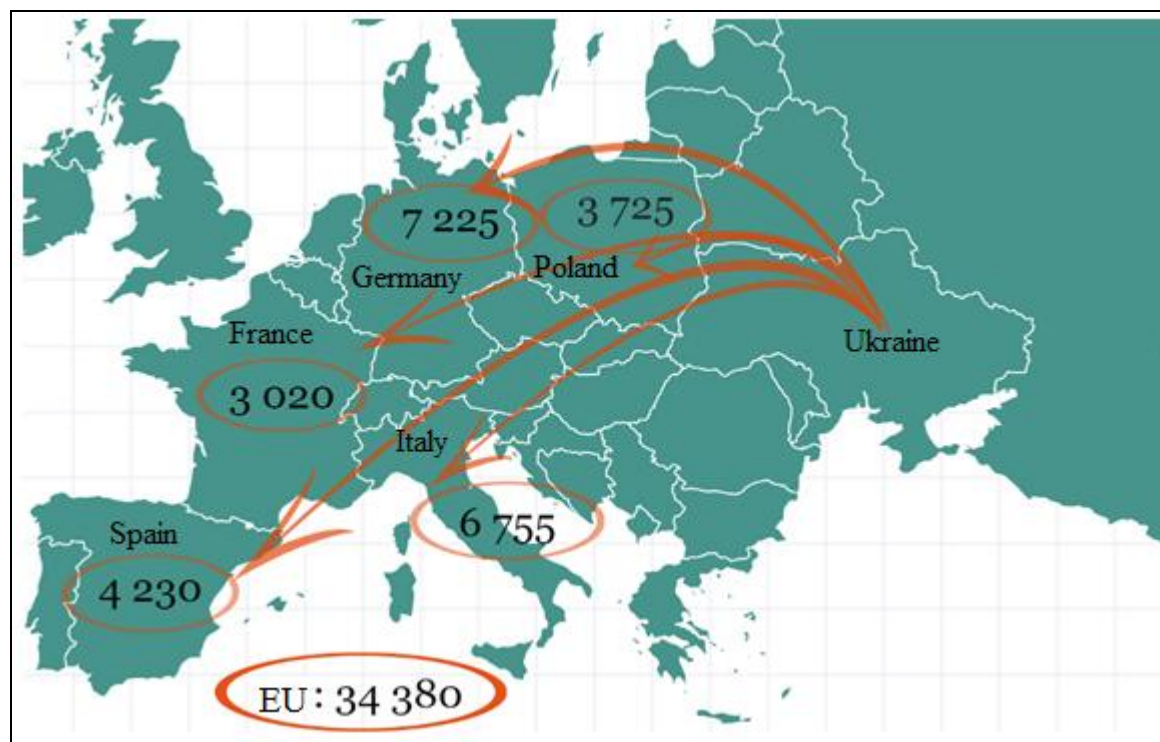 7 225
3 725
Germany
Poland
France
Ukraine
3 020
Italy
6 755
Spain
4 230
EU: 34 380